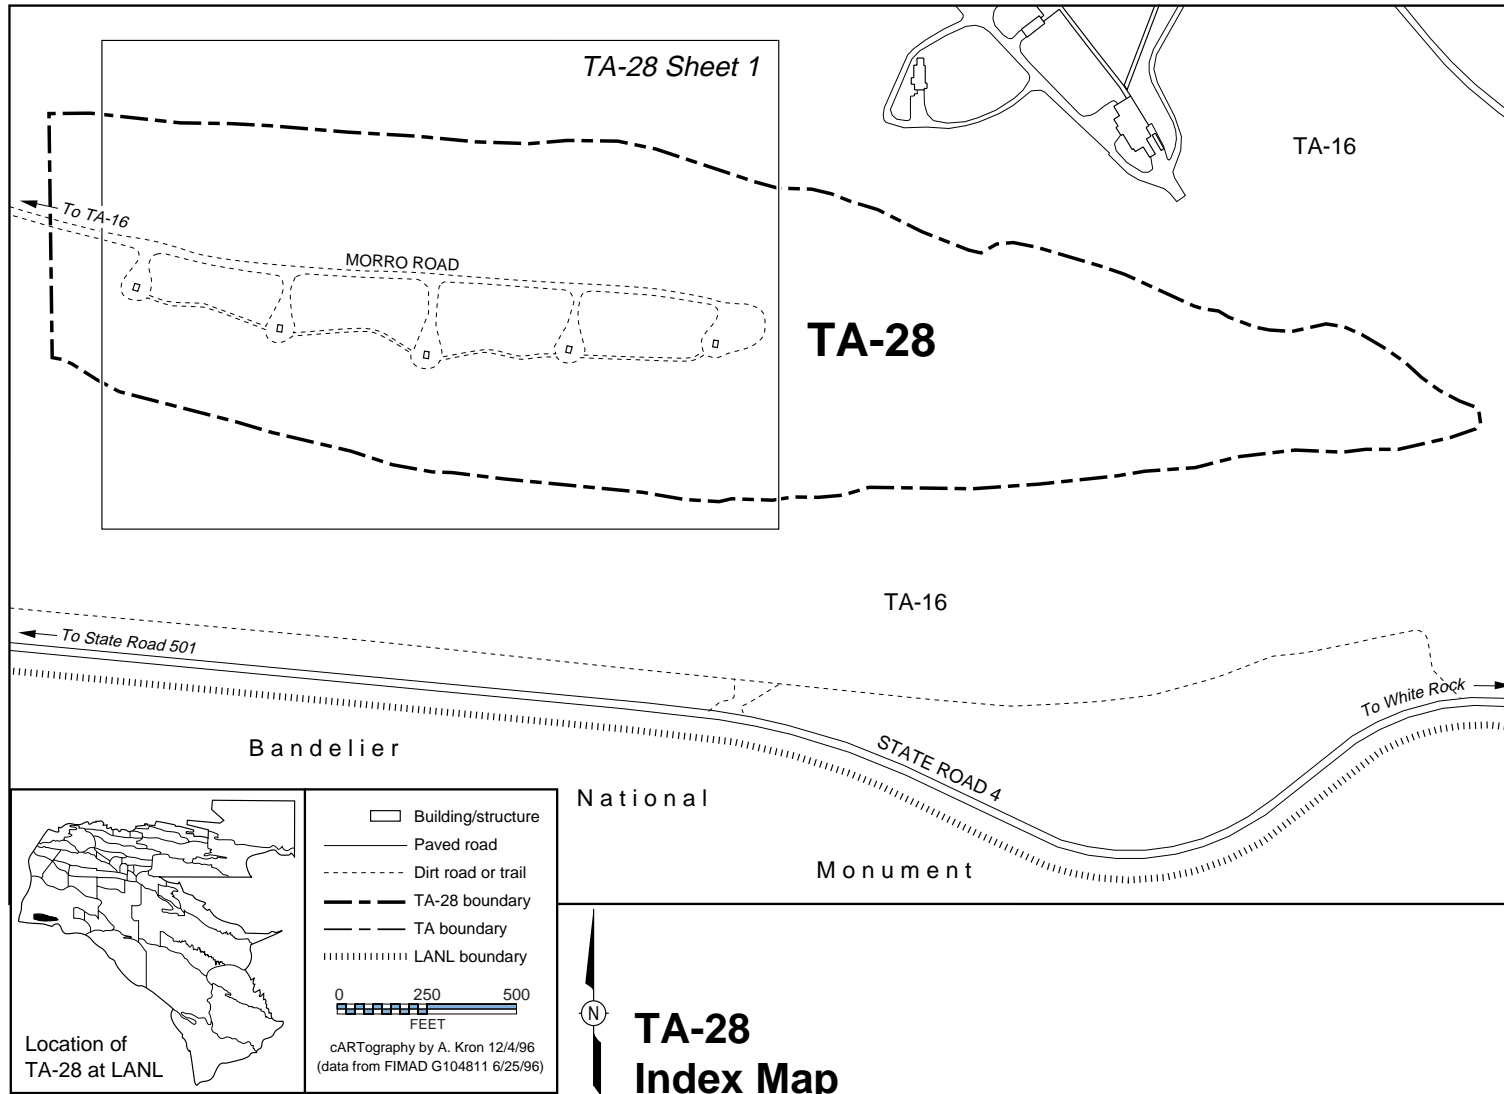 TA-28 Sheet 1
TA-16
To TA-16
MORRO ROAD
TA-28
TA-16
To State Road 501
To White Rock
STATE ROAD 4
Bandelier
National
Monument
Building/structure
Paved road
Dirt road or trail
TA-28 boundary
TA boundary
LANL boundary
0 250 500
FEET
cARTography by A. Kron 12/4/96
(data from FIMAD G104811 6/25/96)
Location of
TA-28 at LANL
N
TA-28
Index Map